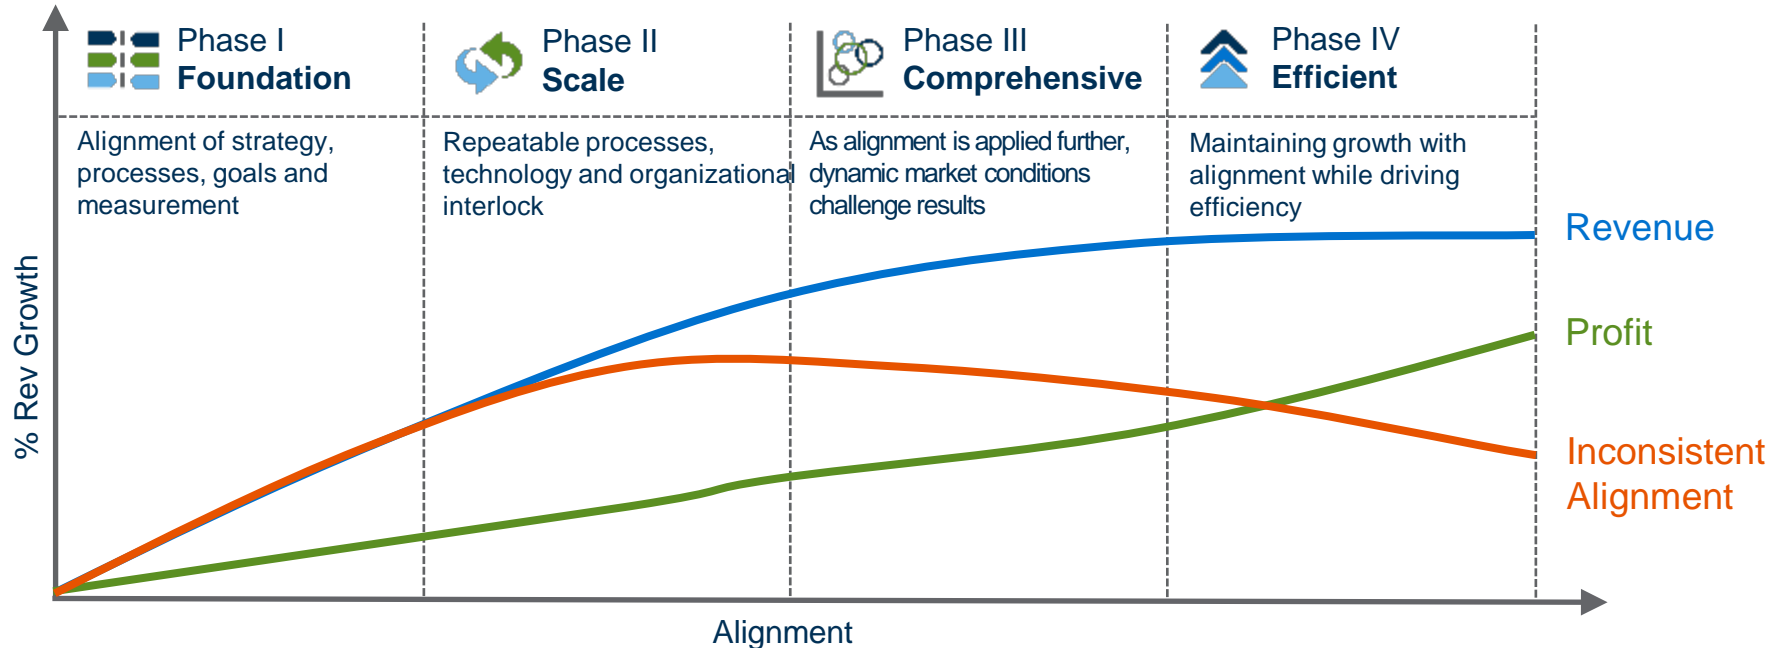 Phase I
Foundation
Phase II
Scale
Phase III
Comprehensive
Phase IV
Efficient
Alignment of strategy,
processes, goals and
measurement
Repeatable processes,
technology and organizational
interlock
As alignment is applied further,
dynamic market conditions
challenge results
Maintaining growth with
alignment while driving
efficiency
Revenue
Profit
Inconsistent
Alignment
% Rev Growth
Alignment